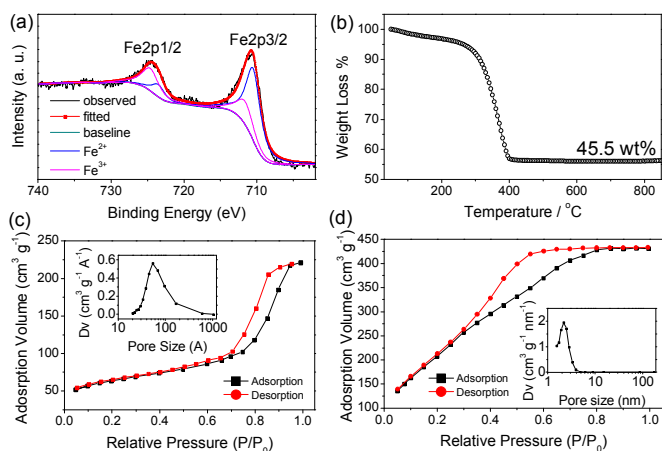 (a)
Fe2p1/2
Fe2p3/2
Intensity (a. u.)
observed
fitted
baseline
Fe²⁺
Fe³⁺
740 730 720 710
Binding Energy (eV)
(b)
Weight Loss %
100
90
80
70
60
50
45.5 wt%
0 200 400 600 800
Temperature / °C
(c)
Adosrption Volume (cm³ g⁻¹)
250
200
150
100
50
0
Dv (cm³ g⁻¹ A⁻¹)
0.6
0.4
0.2
0.0
10 100 1000
Pore Size (A)
Adsorption
Desorption
0.0 0.2 0.4 0.6 0.8 1.0
Relative Pressure (P/P₀)
(d)
Adosrption Volume (cm³ g⁻¹)
450
400
350
300
250
200
150
100
Dv (cm³ g⁻¹ nm⁻¹)
2
1
0
1 10 100
Pore size (nm)
Adsorption
Desorption
0.0 0.2 0.4 0.6 0.8 1.0
Relative Pressure (P/P₀)